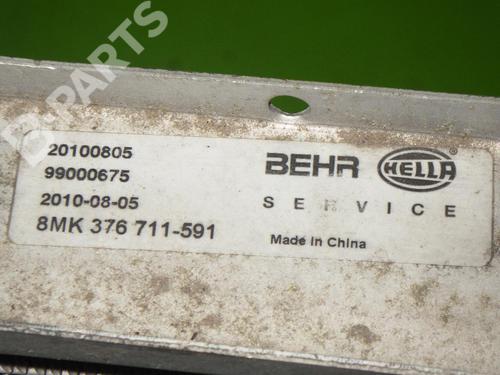 B-PARTS
20100805
99000675
2010-08-05
8MK 376 711-591
BEHR HELLA
SERVICE
Made in China